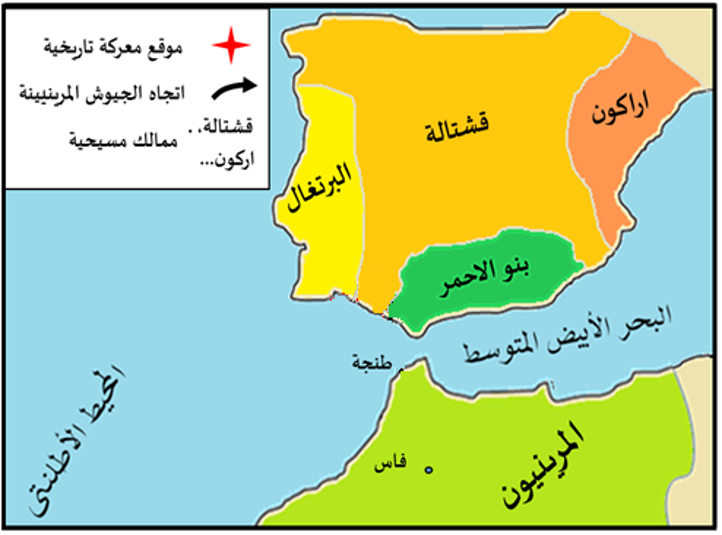 موقع معركة تاريخية
اتجاه الجيوش المرينيينة
قشتالة.. ممالك مسيحية
اركون...
اراكون
قشتالة
البرتغال
بنو الاحمر
البحر الأبيض المتوسط
طنجة
المحيط الأطلنتي
فاس
المرينيون